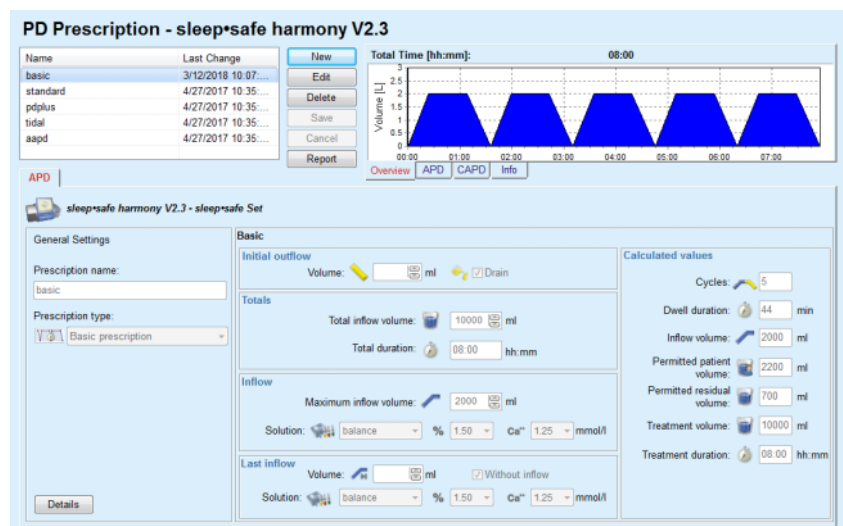 PD Prescription - sleep•safe harmony V2.3
Name Last Change
basic 3/12/2018 10:07:...
standard 4/27/2017 10:35:...
pdplus 4/27/2017 10:35:...
tidal 4/27/2017 10:35:...
aapd 4/27/2017 10:35:...
New
Edit
Delete
Save
Cancel
Report
Total Time [hh:mm]: 08:00
Volume [L]
3
2.5
2
1.5
1
0.5
0
00:00 01:00 02:00 03:00 04:00 05:00 06:00 07:00
Overview APD CAPD Info
APD
sleep•safe harmony V2.3 - sleep•safe Set
General Settings
Prescription name:
basic
Prescription type:
Basic prescription
Details
Basic
Initial outflow
Volume: ml Drain
Totals
Total inflow volume: 10000 ml
Total duration: 08:00 hh:mm
Inflow
Maximum inflow volume: 2000 ml
Solution: balance % 1.50 Ca⁺⁺ 1.25 mmol/l
Last inflow
Volume: ml Without inflow
Solution: balance % 1.50 Ca⁺⁺ 1.25 mmol/l
Calculated values
Cycles: 5
Dwell duration: 44 min
Inflow volume: 2000 ml
Permitted patient
volume: 2200 ml
Permitted residual
volume: 700 ml
Treatment volume: 10000 ml
Treatment duration: 08:00 hh:mm